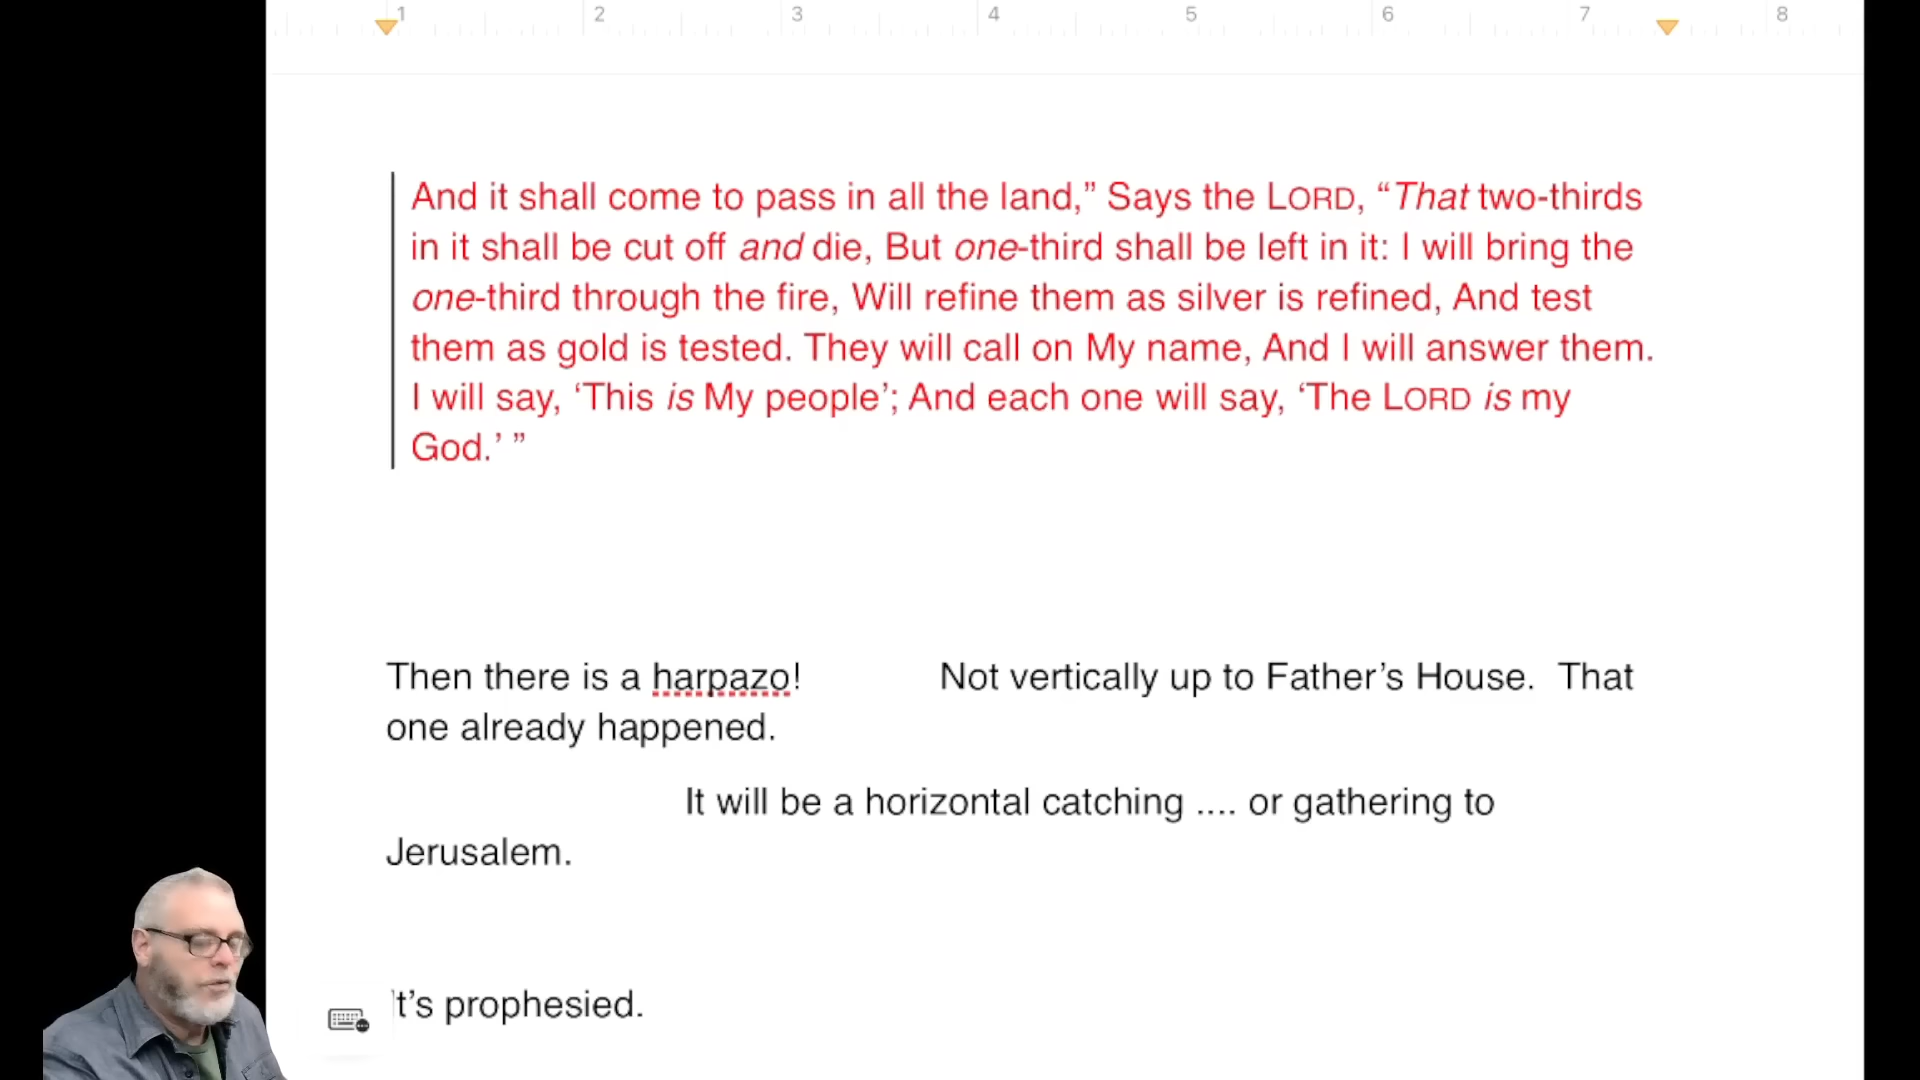 1 2 3 4 5 6 7 8
And it shall come to pass in all the land,” Says the LORD, “That two-thirds
in it shall be cut off and die, But one-third shall be left in it: I will bring the
one-third through the fire, Will refine them as silver is refined, And test
them as gold is tested. They will call on My name, And I will answer them.
I will say, ‘This is My people’; And each one will say, ‘The LORD is my
God.’ ”
Then there is a harpazo! Not vertically up to Father’s House. That
one already happened.
It will be a horizontal catching .... or gathering to
Jerusalem.
It’s prophesied.